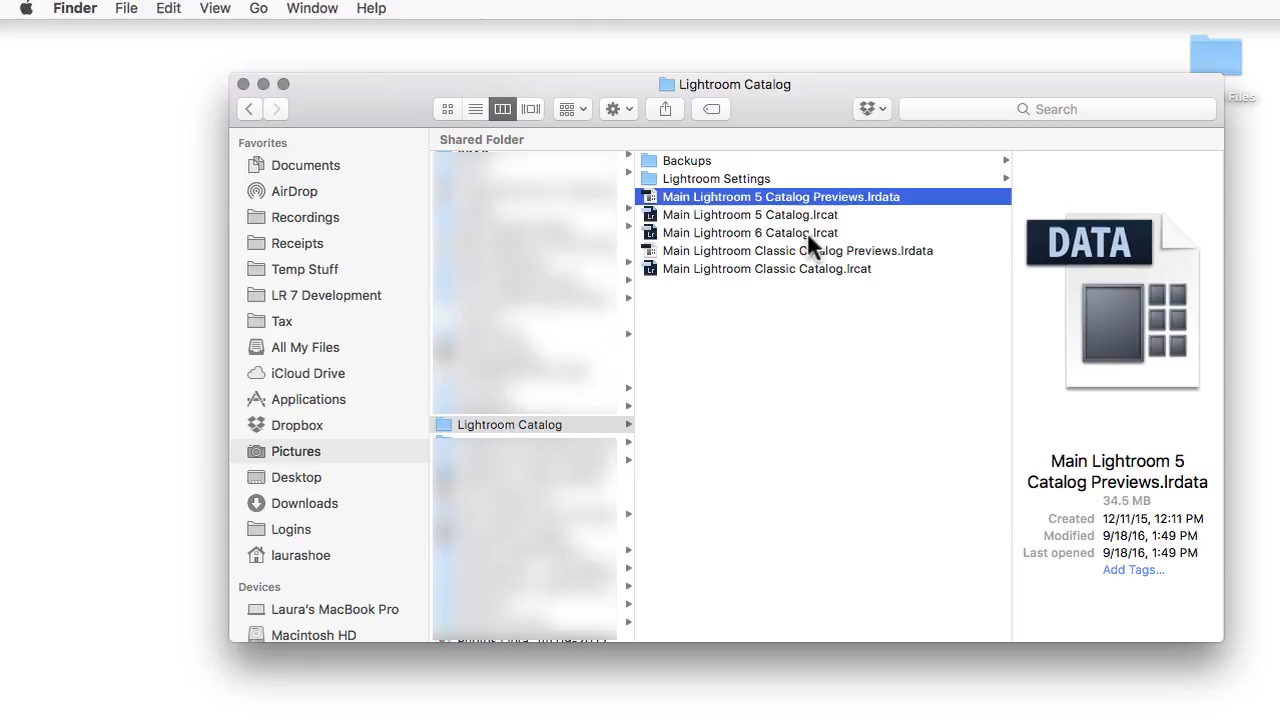 Finder File Edit View Go Window Help
Files
Lightroom Catalog
Search
Favorites
Documents
AirDrop
Recordings
Receipts
Temp Stuff
LR 7 Development
Tax
All My Files
iCloud Drive
Applications
Dropbox
Pictures
Desktop
Downloads
Logins
laurashoe
Devices
Laura's MacBook Pro
Macintosh HD
Shared Folder
Lightroom Catalog
Backups
Lightroom Settings
Main Lightroom 5 Catalog Previews.lrdata
Main Lightroom 5 Catalog.lrcat
Main Lightroom 6 Catalog.lrcat
Main Lightroom Classic Catalog Previews.lrdata
Main Lightroom Classic Catalog.lrcat
DATA
Main Lightroom 5
Catalog Previews.lrdata
34.5 MB
Created 12/11/15, 12:11 PM
Modified 9/18/16, 1:49 PM
Last opened 9/18/16, 1:49 PM
Add Tags...